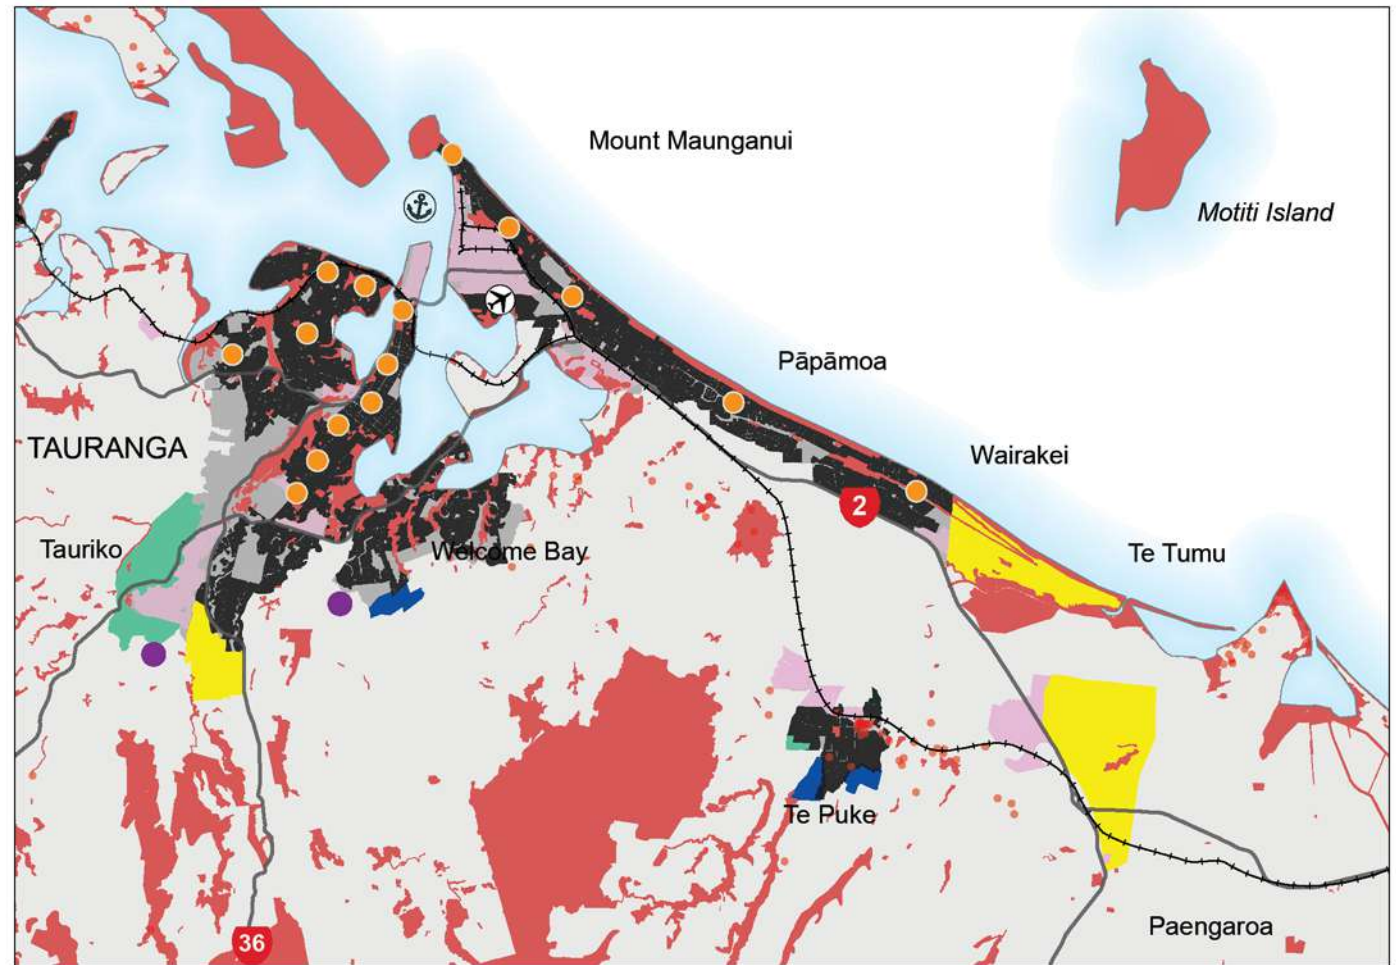 Mount Maunganui
Motiti Island
Pāpāmoa
TAURANGA
Wairakei
2
Tauriko
Welcome Bay
Te Tumu
Te Puke
Paengaroa
36